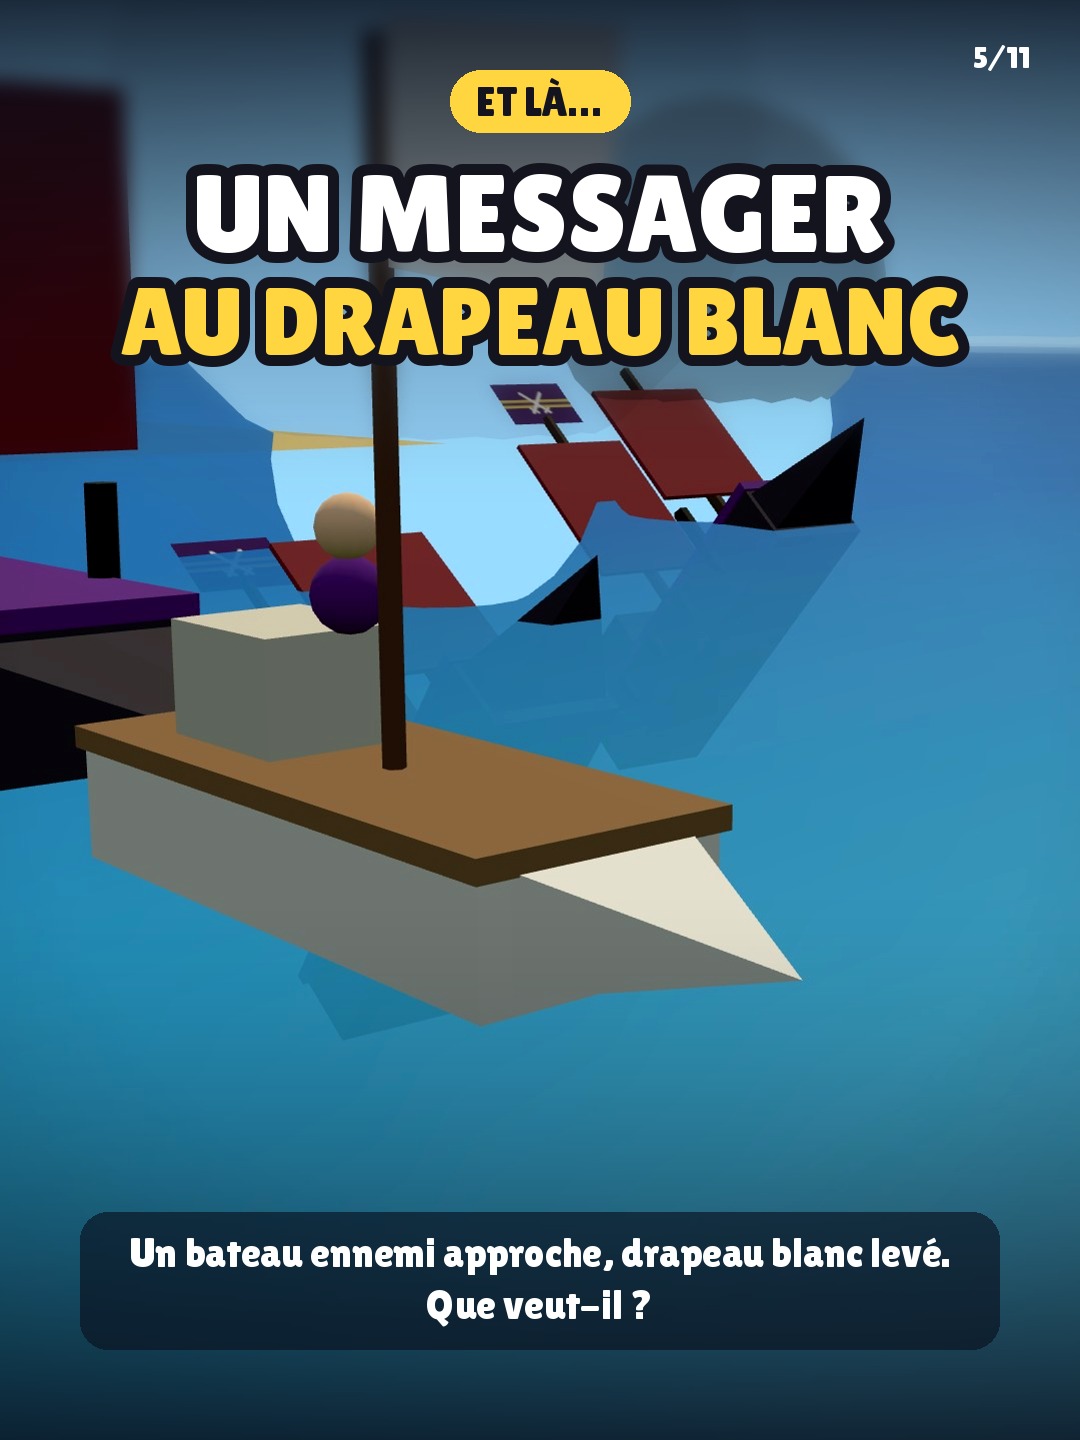 5/11
ET LÀ...
UN MESSAGER
AU DRAPEAU BLANC
Un bateau ennemi approche, drapeau blanc levé.
Que veut-il ?